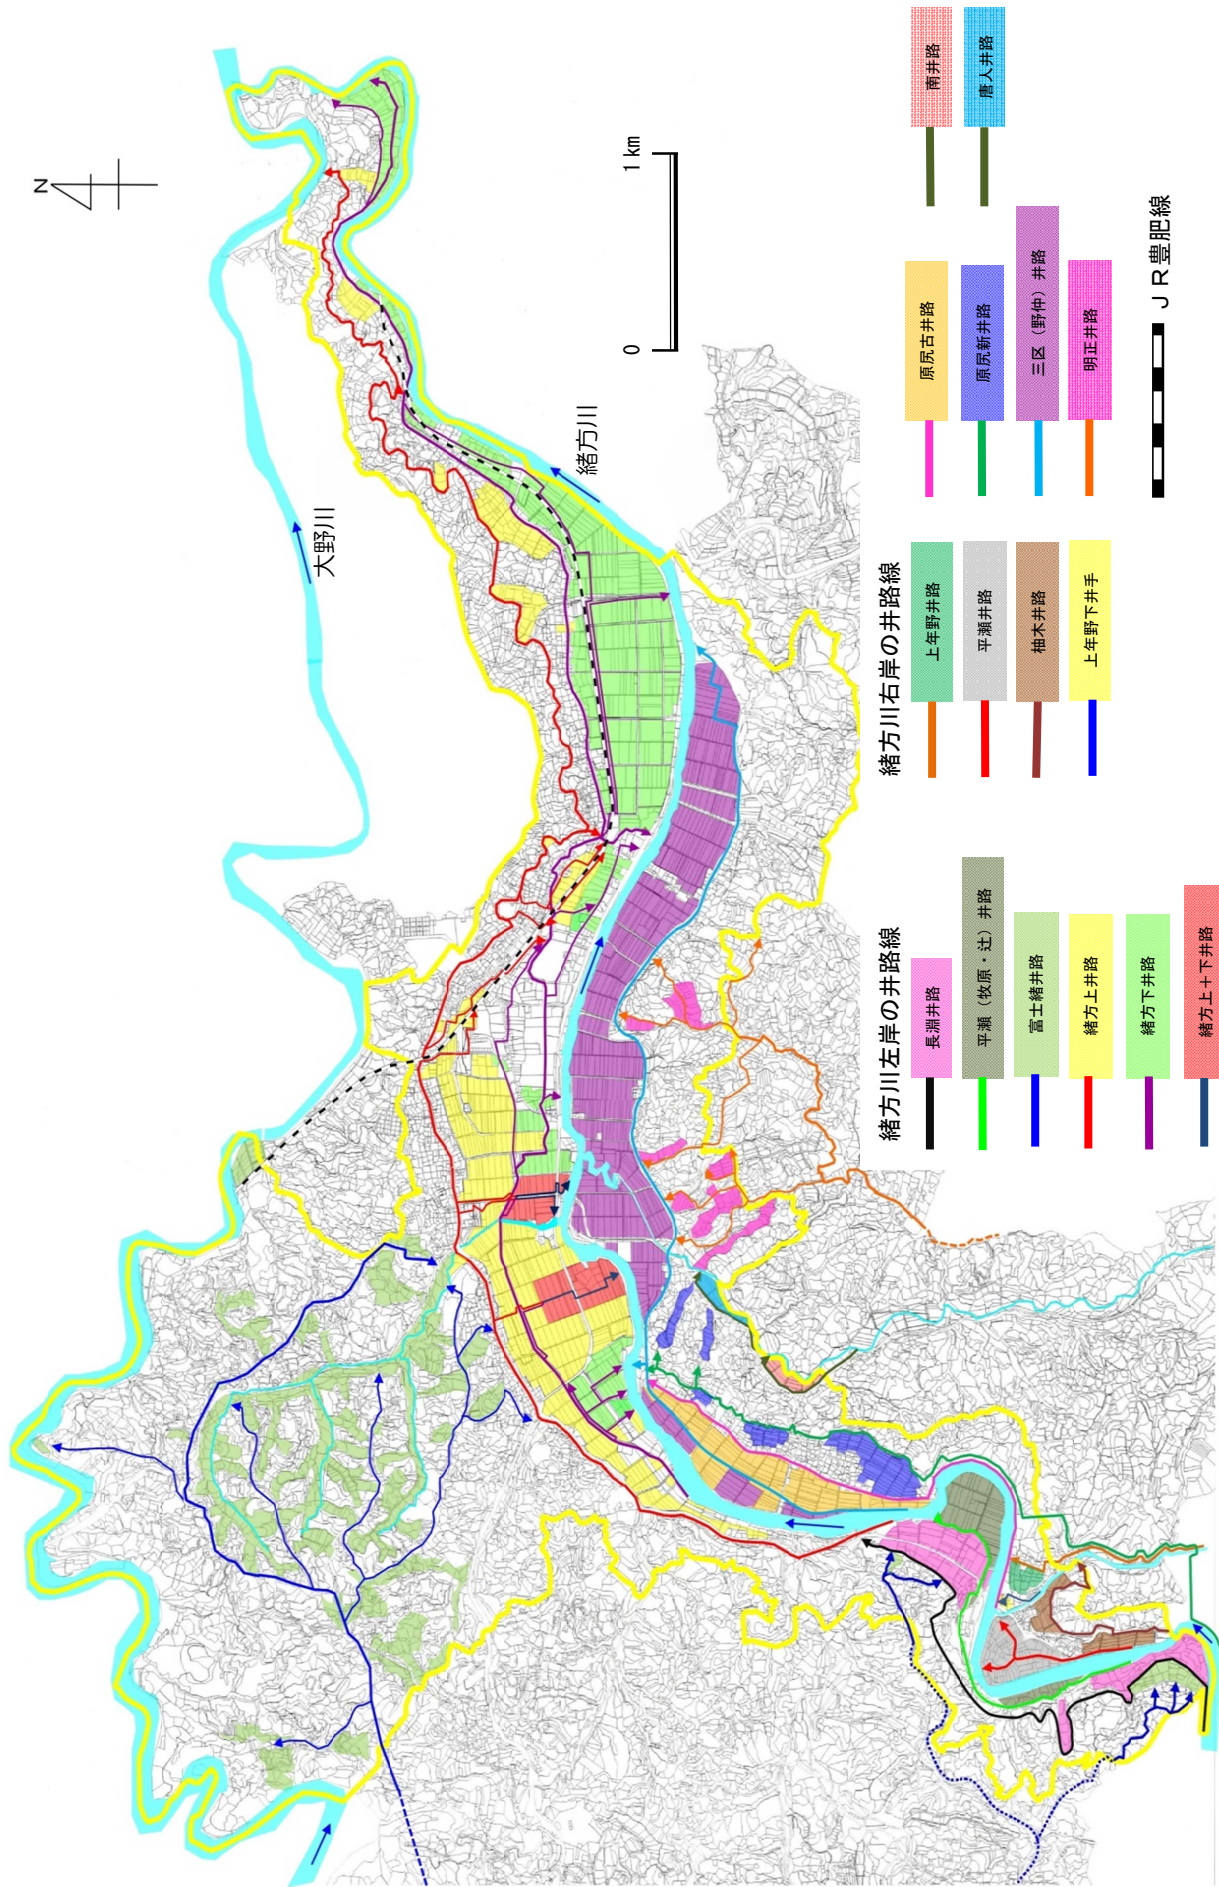 N
大野川
緒方川
0
1km
緒方川左岸の井路線
長淵井路
平瀬（牧原・辻）井路
富士緒井路
緒方上井路
緒方下井路
緒方上＋下井路
緒方川右岸の井路線
上年野井路
平瀬井路
柚木井路
上年野下井手
原尻古井路
原尻新井路
三区（野仲）井路
明正井路
南井路
唐人井路
ＪＲ豊肥線